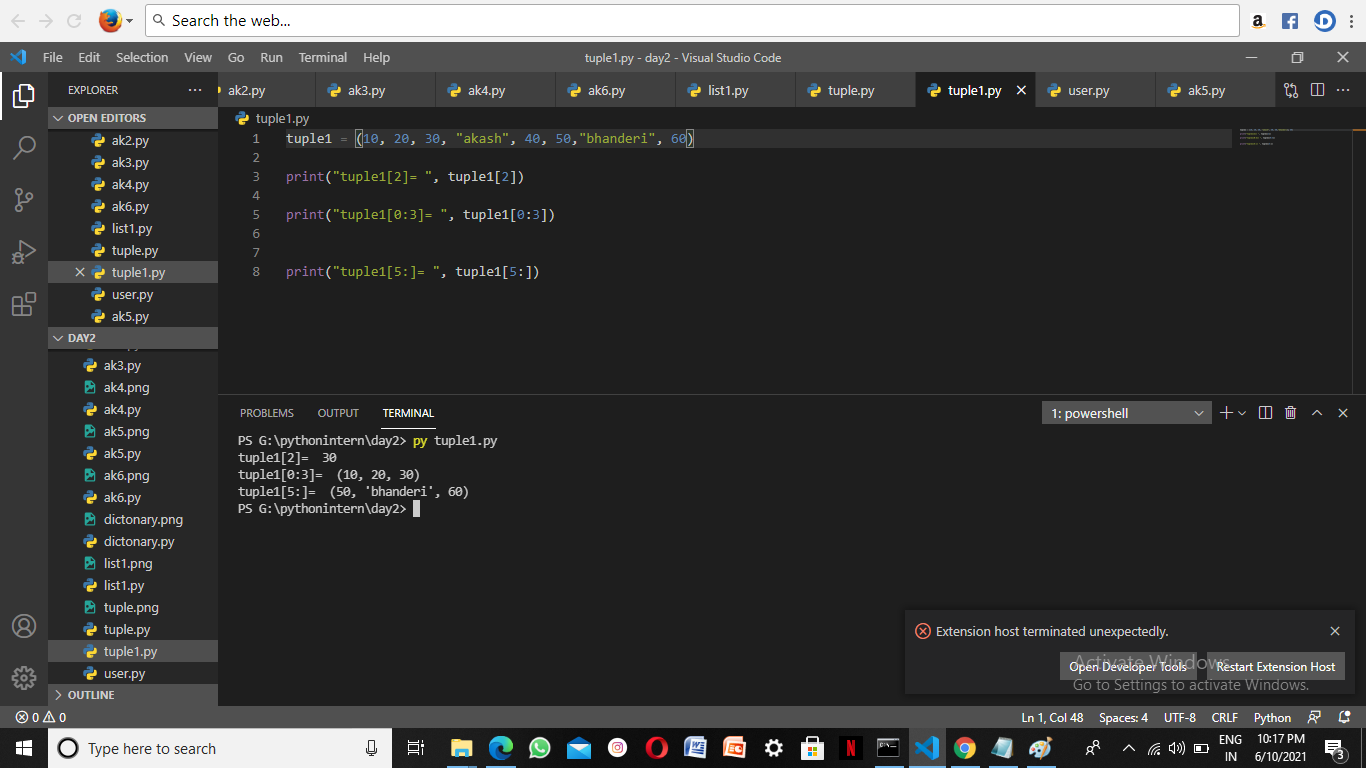 Search the web...
File Edit Selection View Go Run Terminal Help
tuple1.py - day2 - Visual Studio Code
EXPLORER
ak2.py ak3.py ak4.py ak6.py list1.py tuple.py tuple1.py user.py ak5.py
OPEN EDITORS
ak2.py
ak3.py
ak4.py
ak6.py
list1.py
tuple.py
tuple1.py
user.py
ak5.py
DAY2
ak3.py
ak4.png
ak4.py
ak5.png
ak5.py
ak6.png
ak6.py
dictonary.png
dictonary.py
list1.png
list1.py
tuple.png
tuple.py
tuple1.py
user.py
OUTLINE
tuple1.py
1 tuple1 = (10, 20, 30, "akash", 40, 50,"bhanderi", 60)
2
3 print("tuple1[2]= ", tuple1[2])
4
5 print("tuple1[0:3]= ", tuple1[0:3])
6
7
8 print("tuple1[5:]= ", tuple1[5:])
PROBLEMS OUTPUT TERMINAL
1: powershell
PS G:\pythonintern\day2> py tuple1.py
tuple1[2]=  30
tuple1[0:3]=  (10, 20, 30)
tuple1[5:]=  (50, 'bhanderi', 60)
PS G:\pythonintern\day2>
Extension host terminated unexpectedly.
Open Developer Tools Restart Extension Host
Activate Windows
Go to Settings to activate Windows.
0 0
Ln 1, Col 48 Spaces: 4 UTF-8 CRLF Python
Type here to search
ENG
IN
10:17 PM
6/10/2021
3